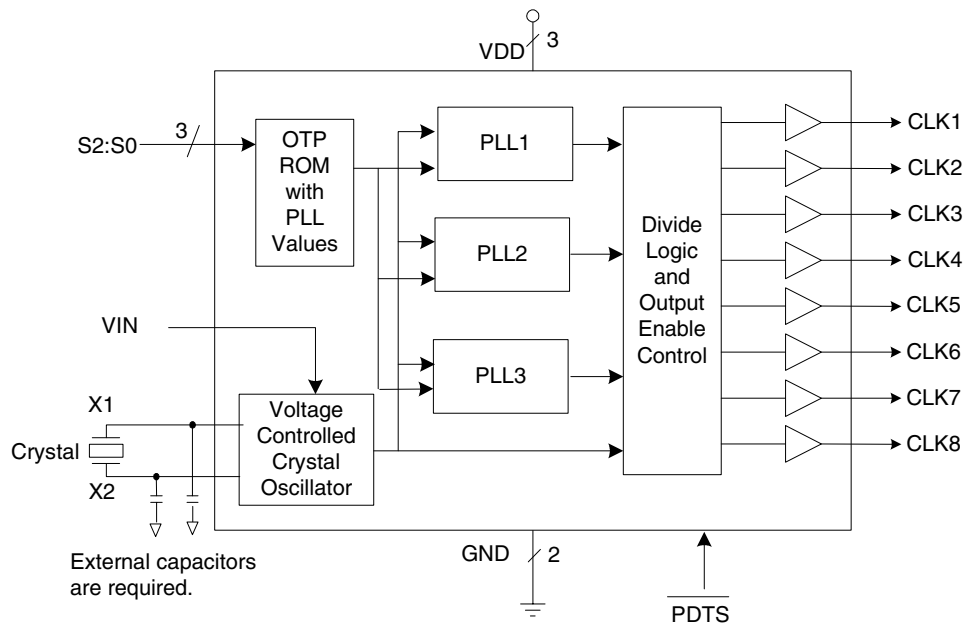 VDD
3
S2:S0
3
OTP
ROM
with
PLL
Values
PLL1
PLL2
PLL3
Divide
Logic
and
Output
Enable
Control
CLK1
CLK2
CLK3
CLK4
CLK5
CLK6
CLK7
CLK8
VIN
X1
Crystal
X2
Voltage
Controlled
Crystal
Oscillator
External capacitors
are required.
GND
2
PDTS